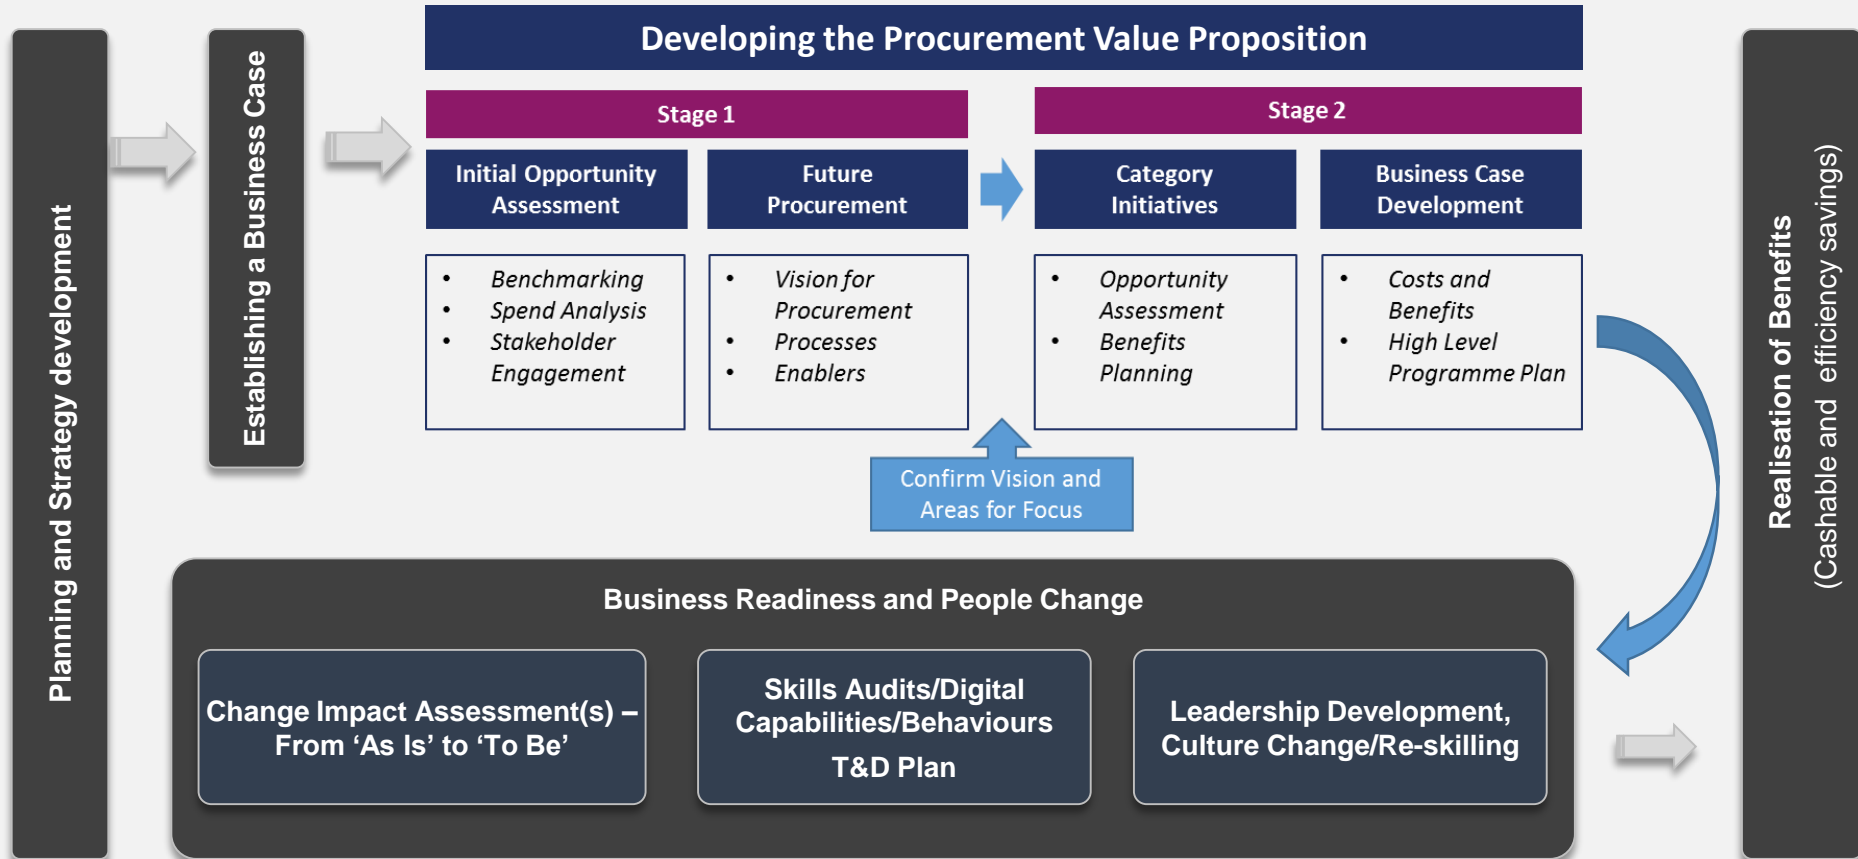 Planning and Strategy development
Establishing a Business Case
Developing the Procurement Value Proposition
Stage 1
Initial Opportunity
Assessment
• Benchmarking
• Spend Analysis
• Stakeholder
Engagement
Future
Procurement
• Vision for
Procurement
• Processes
• Enablers
Stage 2
Category
Initiatives
• Opportunity
Assessment
• Benefits
Planning
Business Case
Development
• Costs and
Benefits
• High Level
Programme Plan
Confirm Vision and
Areas for Focus
Business Readiness and People Change
Change Impact Assessment(s) –
From ‘As Is’ to ‘To Be’
Skills Audits/Digital
Capabilities/Behaviours
T&D Plan
Leadership Development,
Culture Change/Re-skilling
Realisation of Benefits
(Cashable and efficiency savings)